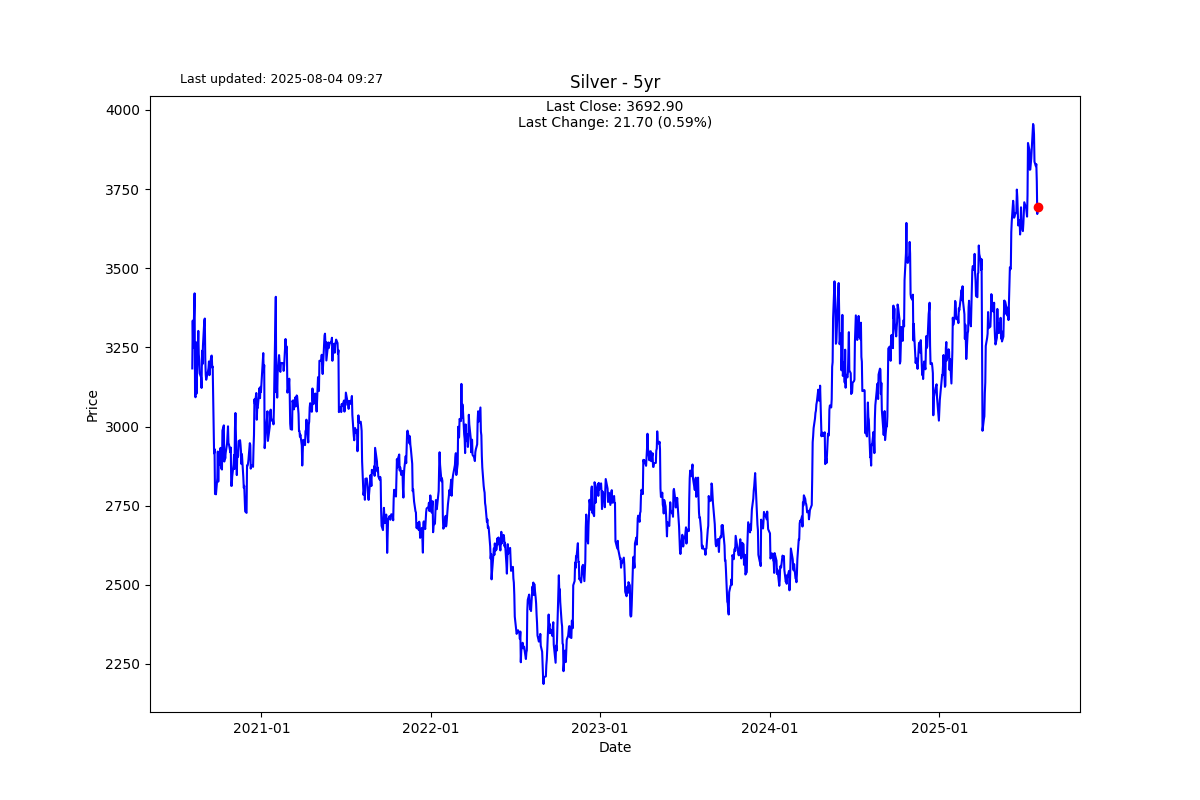 Last updated: 2025-08-04 09:27
Silver - 5yr
Last Close: 3692.90
Last Change: 21.70 (0.59%)
4000
3750
3500
3250
3000
2750
2500
2250
Price
2021-01
2022-01
2023-01
2024-01
2025-01
Date